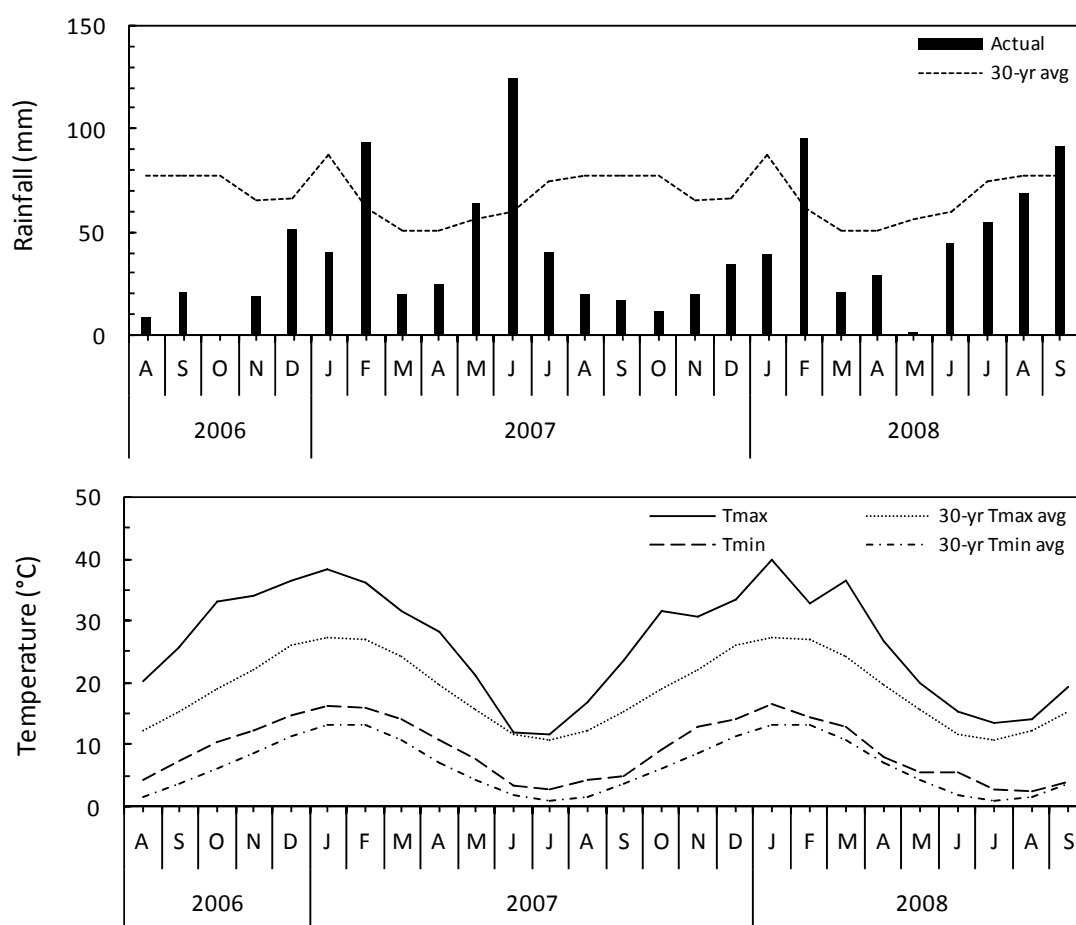 150
Actual
30-yr avg
100
Rainfall (mm)
50
0
A S O N D J F M A M J J A S O N D J F M A M J J A S
2006 2007 2008
50
Tmax 30-yr Tmax avg
Tmin 30-yr Tmin avg
40
30
Temperature (°C)
20
10
0
A S O N D J F M A M J J A S O N D J F M A M J J A S
2006 2007 2008